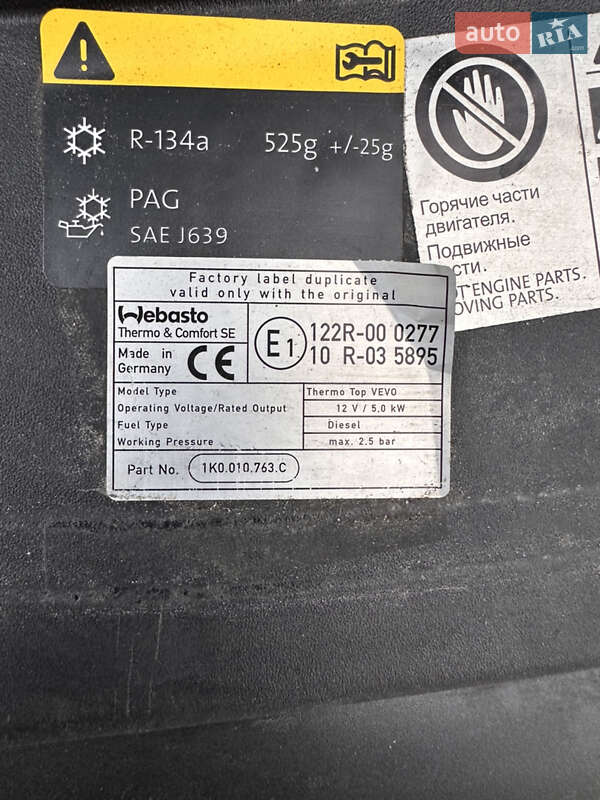 auto RIA.com
R-134a 525g +/-25g
PAG
SAE J639
Горячие части
двигателя.
Подвижные
сти.
ENGINE PARTS.
OVING PARTS.
Factory label duplicate
valid only with the original
Webasto
Thermo & Comfort SE
Made in
Germany
CE
E1
122R-00 0277
10 R-03 5895
Model Type Thermo Top VEVO
Operating Voltage/Rated Output 12 V / 5,0 kW
Fuel Type Diesel
Working Pressure max. 2.5 bar
Part No. 1K0.010.763.C